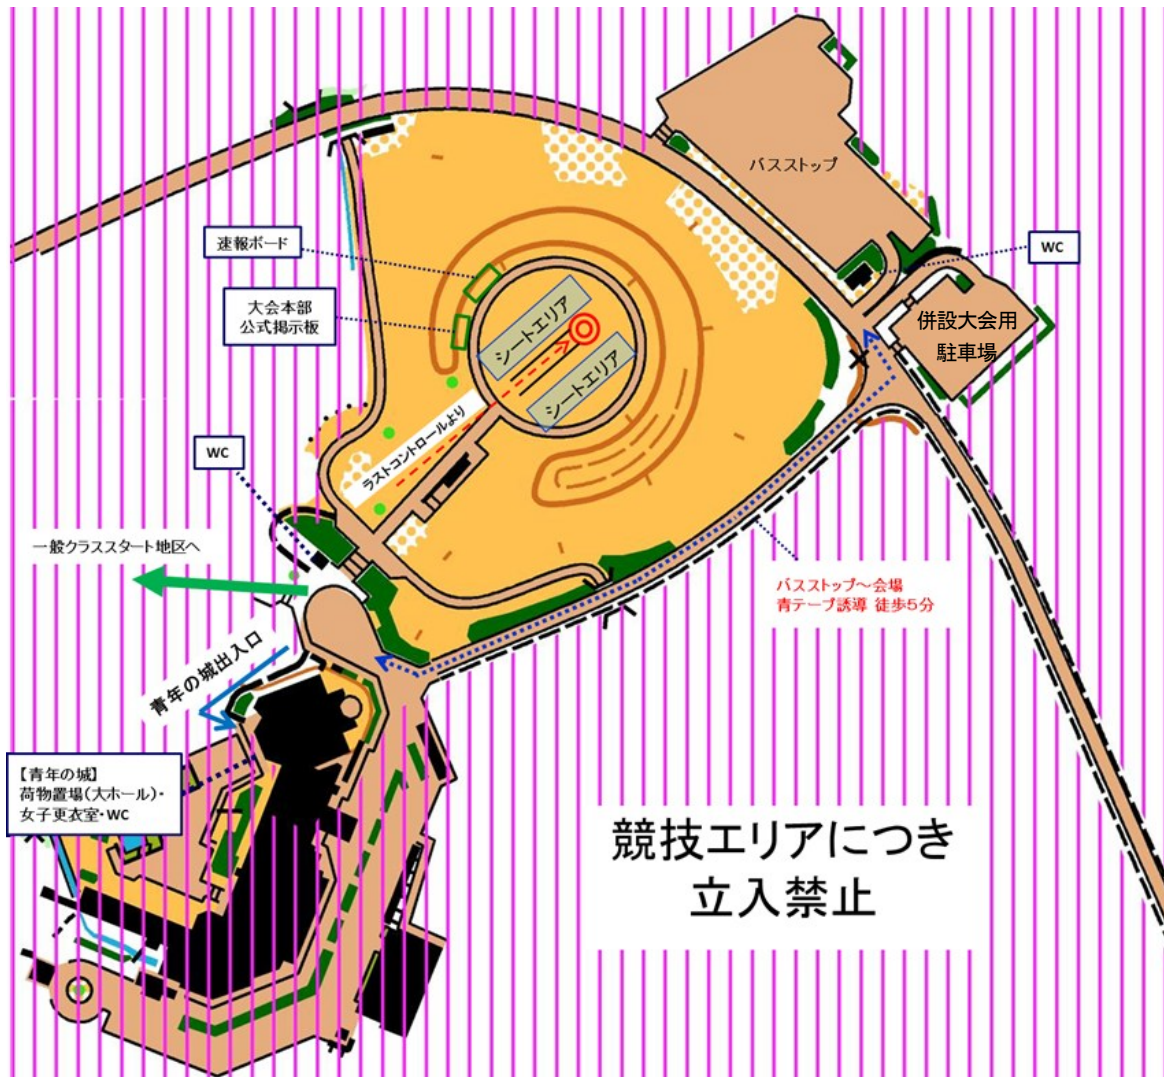 バスストップ
速報ボード
WC
大会本部
公式掲示板
シートエリア
シートエリア
併設大会用
駐車場
ラストコントロールより
WC
一般クラススタート地区へ
バスストップ～会場
青テープ誘導 徒歩5分
青年の城出入口
【青年の城】
荷物置場(大ホール)・
女子更衣室・WC
競技エリアにつき
立入禁止